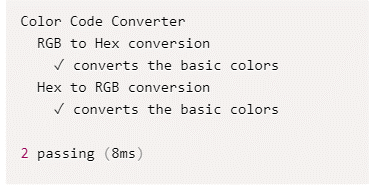 Color Code Converter
RGB to Hex conversion
✓ converts the basic colors
Hex to RGB conversion
✓ converts the basic colors
2 passing (8ms)